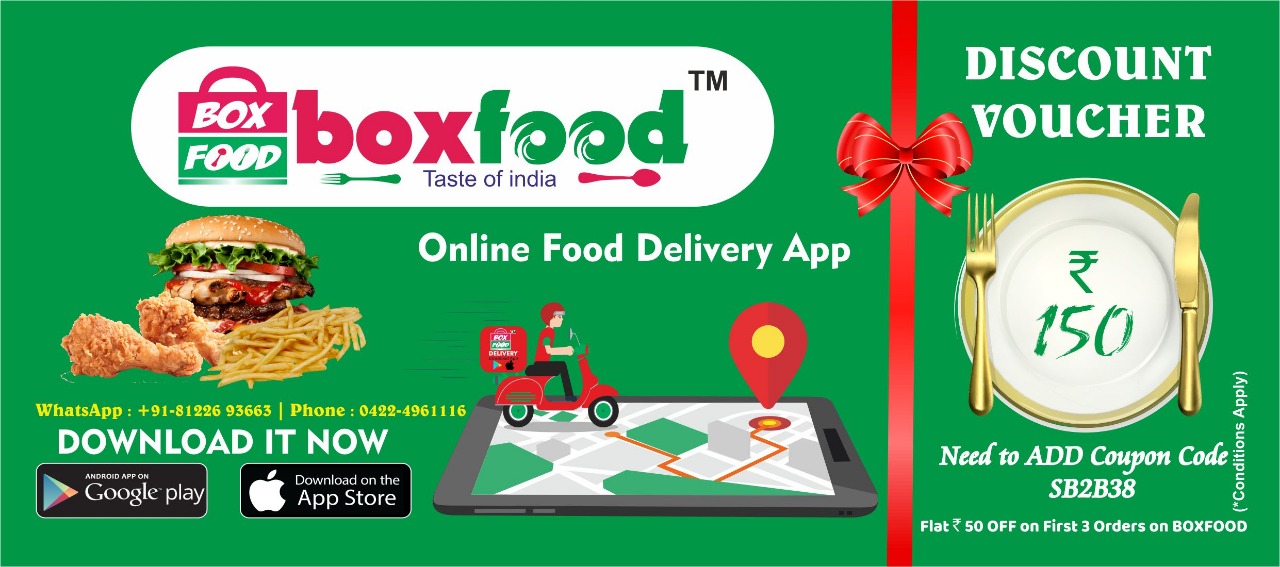 BOX
FOOD
boxfood™
Taste of india
Online Food Delivery App
BOX
FOOD
DELIVERY
WhatsApp : +91-81226 93663 | Phone : 0422-4961116
DOWNLOAD IT NOW
ANDROID APP ON
Google play
Download on the
App Store
DISCOUNT
VOUCHER
₹
150
Need to ADD Coupon Code
SB2B38
(*Conditions Apply)
Flat ₹ 50 OFF on First 3 Orders on BOXFOOD